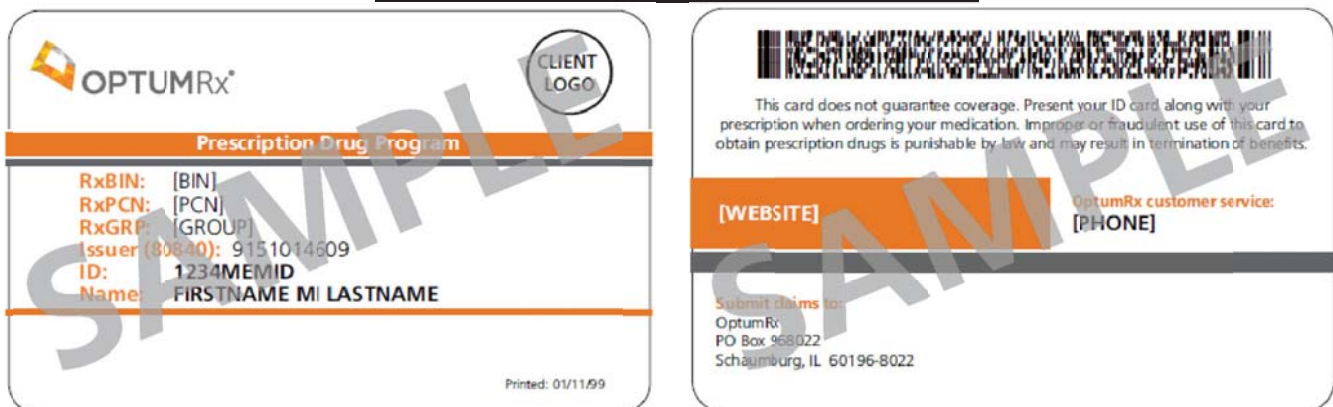 OPTUMRx®
CLIENT
LOGO
Prescription Drug Program
RxBIN: [BIN]
RxPCN: [PCN]
RxGRP: [GROUP]
Issuer (80840): 9151014609
ID: 1234MEMID
Name: FIRSTNAME MI LASTNAME
Printed: 01/11/99
SAMPLE
This card does not guarantee coverage. Present your ID card along with your
prescription when ordering your medication. Improper or fraudulent use of this card to
obtain prescription drugs is punishable by law and may result in termination of benefits.
[WEBSITE]
OptumRx customer service:
[PHONE]
Submit claims to:
OptumRx
PO Box 968022
Schaumburg, IL 60196-8022
SAMPLE